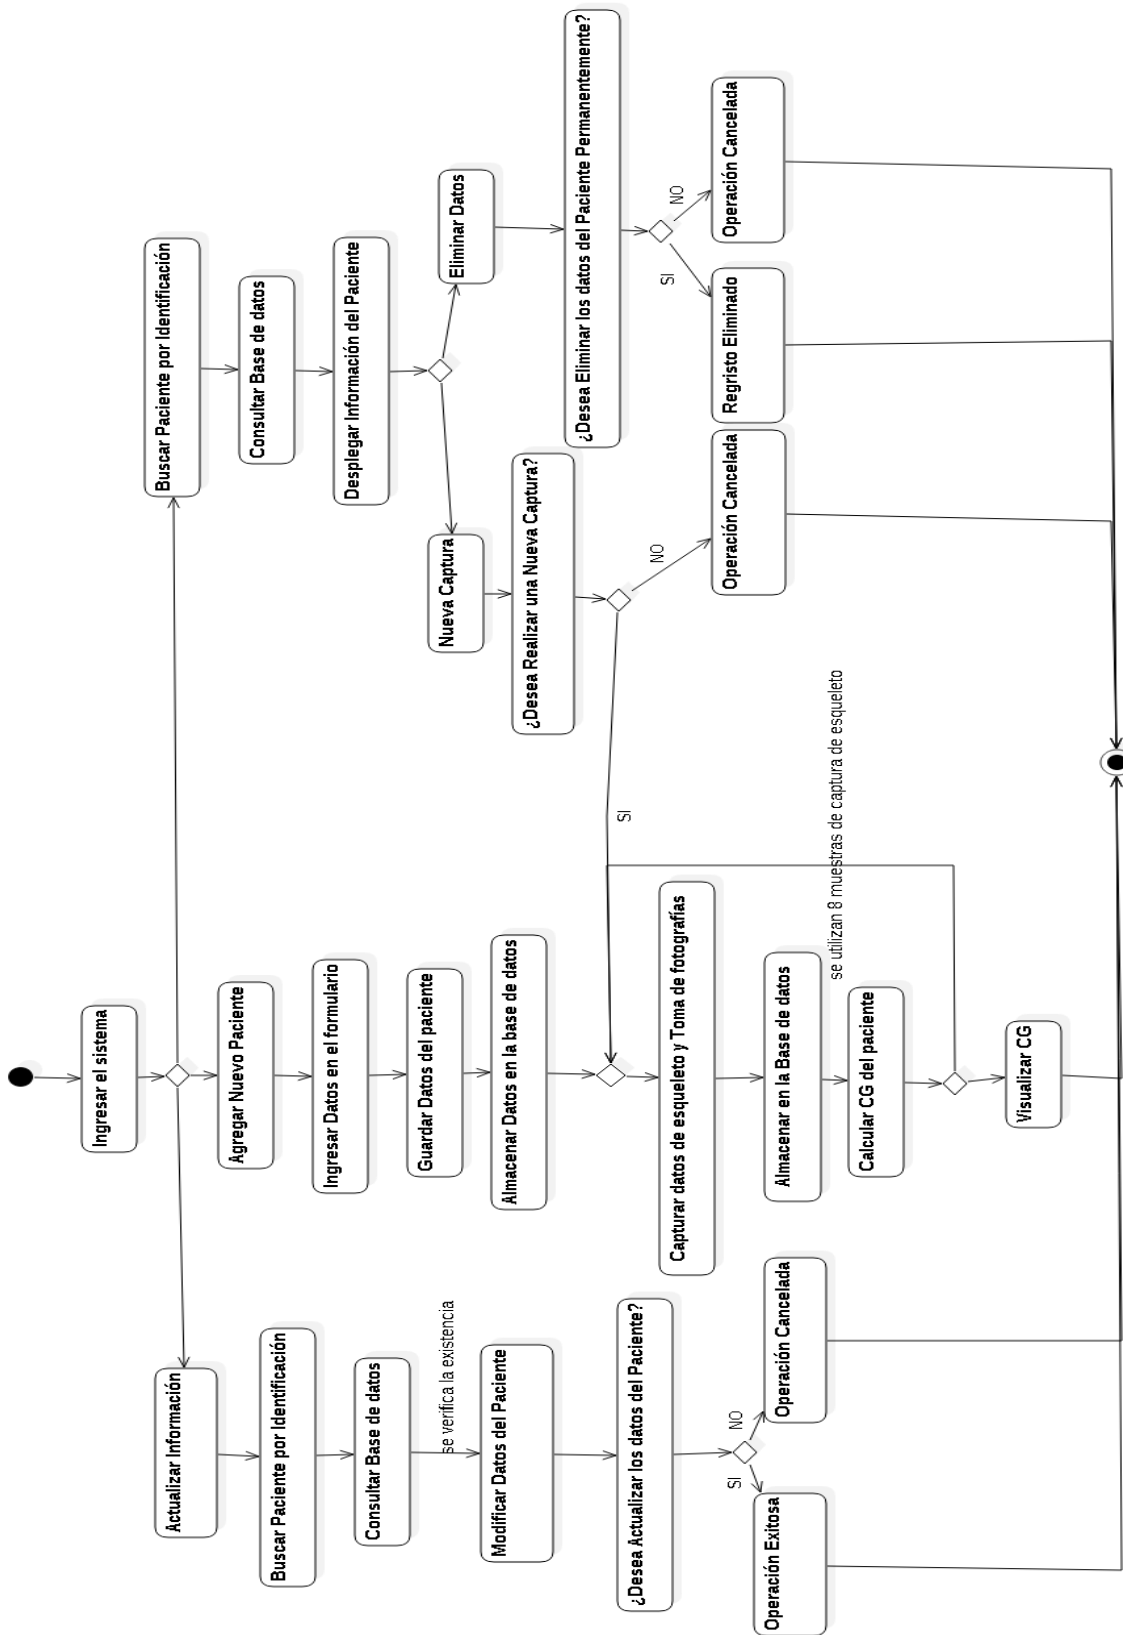 Ingresar el sistema
Actualizar Información
Buscar Paciente por Identificación
Consultar Base de datos
se verifica la existencia
Modificar Datos del Paciente
¿Desea Actualizar los datos del Paciente?
SI
NO
Operación Exitosa
Operación Cancelada
Agregar Nuevo Paciente
Ingresar Datos en el formulario
Guardar Datos del paciente
Almacenar Datos en la base de datos
Capturar datos de esqueleto y Toma de fotografías
Almacenar en la Base de datos
se utilizan 8 muestras de captura de esqueleto
Calcular CG del paciente
Visualizar CG
Buscar Paciente por Identificación
Consultar Base de datos
Desplegar Información del Paciente
Nueva Captura
¿Desea Realizar una Nueva Captura?
SI
NO
Operación Cancelada
Eliminar Datos
¿Desea Eliminar los datos del Paciente Permanentemente?
SI
NO
Regristo Eliminado
Operación Cancelada